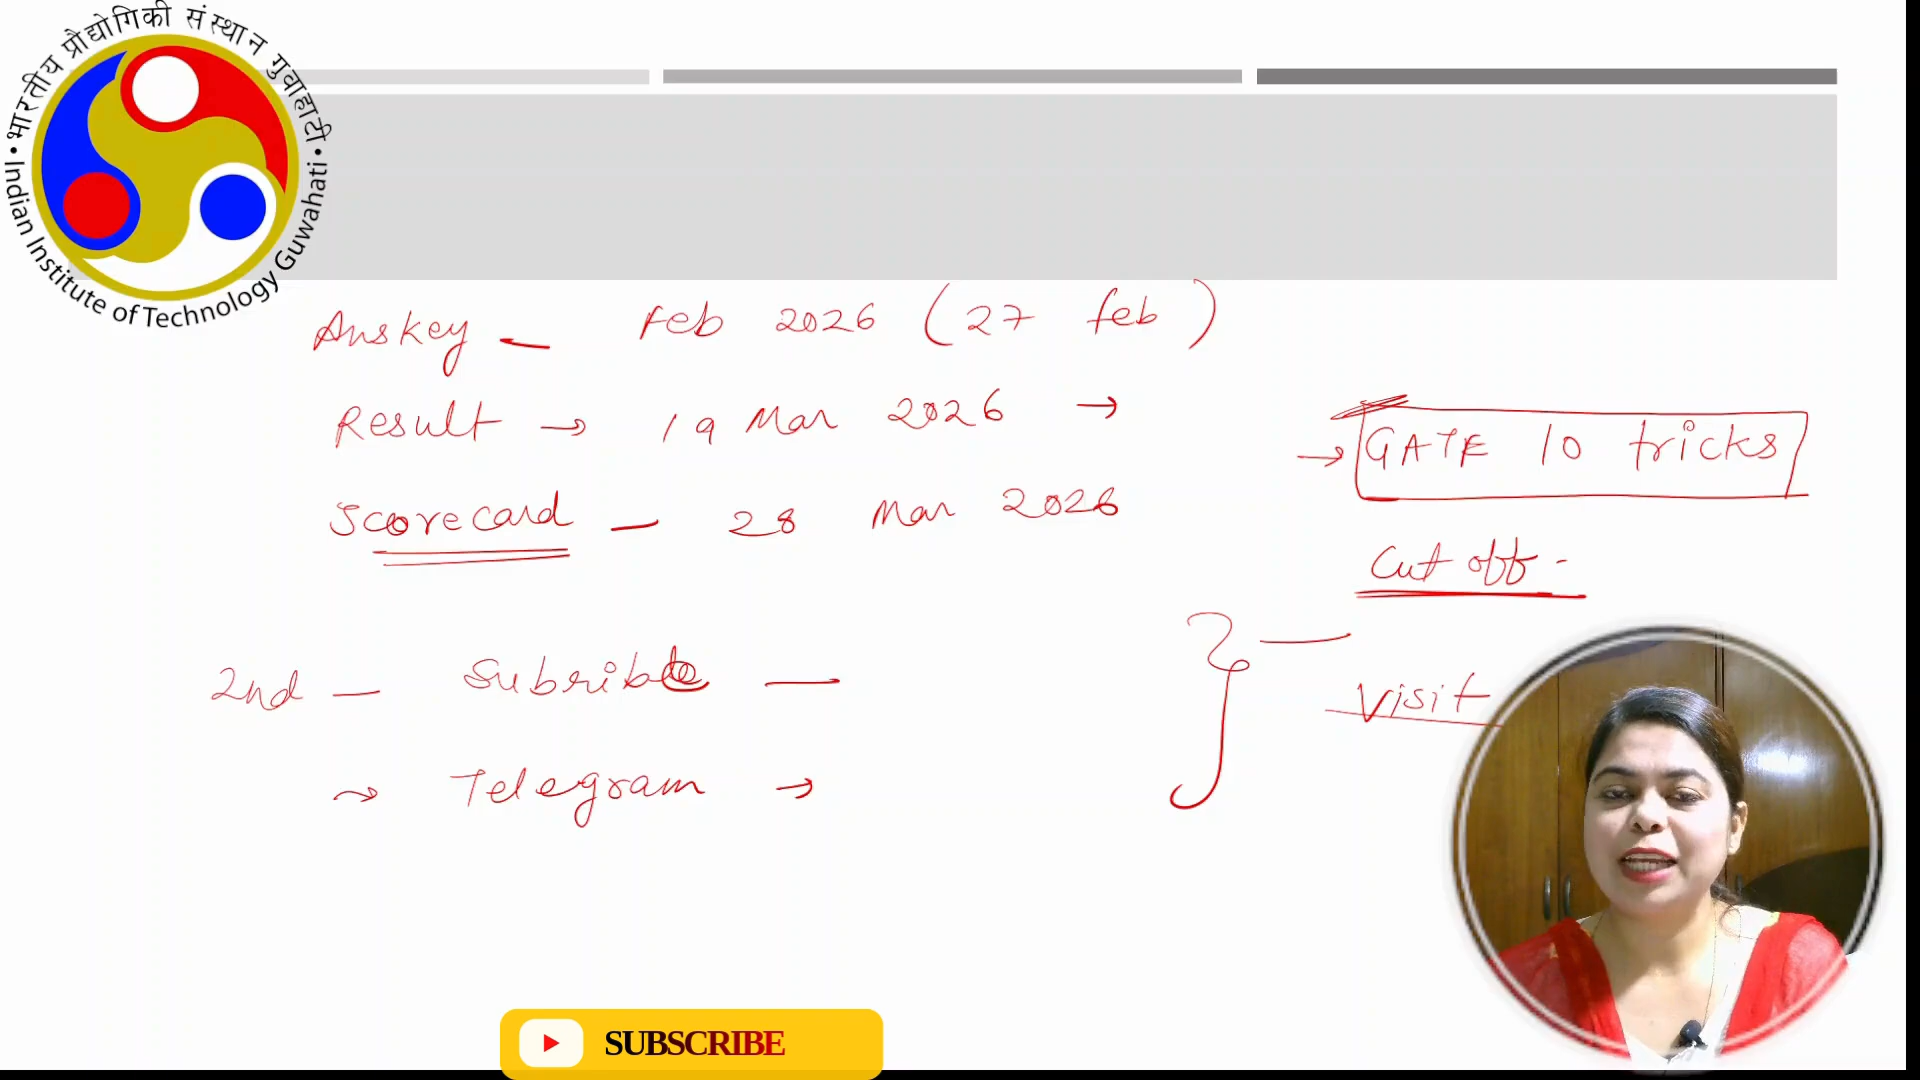 भारतीय प्रौद्योगिकी संस्थान गुवाहाटी
Indian Institute of Technology Guwahati
Anskey - Feb 2026 (27 feb)
Result → 19 Mar 2026 →
→ GATE 10 tricks
Scorecard - 28 Mar 2026
Cut off -
2nd - Subribe -
Visit
→ Telegram →
SUBSCRIBE